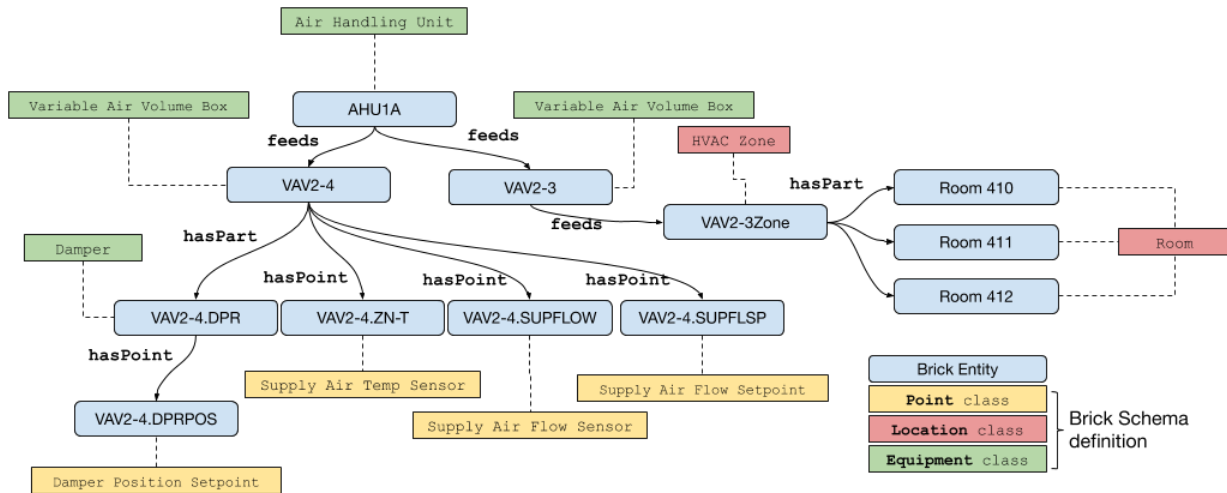 Air Handling Unit
Variable Air Volume Box
AHU1A
Variable Air Volume Box
feeds
feeds
HVAC Zone
VAV2-4
VAV2-3
hasPart
Room 410
feeds
VAV2-3Zone
hasPart
Damper
Room 411
Room
hasPoint
hasPoint
hasPoint
Room 412
VAV2-4.DPR
VAV2-4.ZN-T
VAV2-4.SUPFLOW
VAV2-4.SUPFLSP
hasPoint
Supply Air Temp Sensor
Supply Air Flow Setpoint
VAV2-4.DPRPOS
Supply Air Flow Sensor
Damper Position Setpoint
Brick Entity
Point class
Location class
Equipment class
Brick Schema
definition